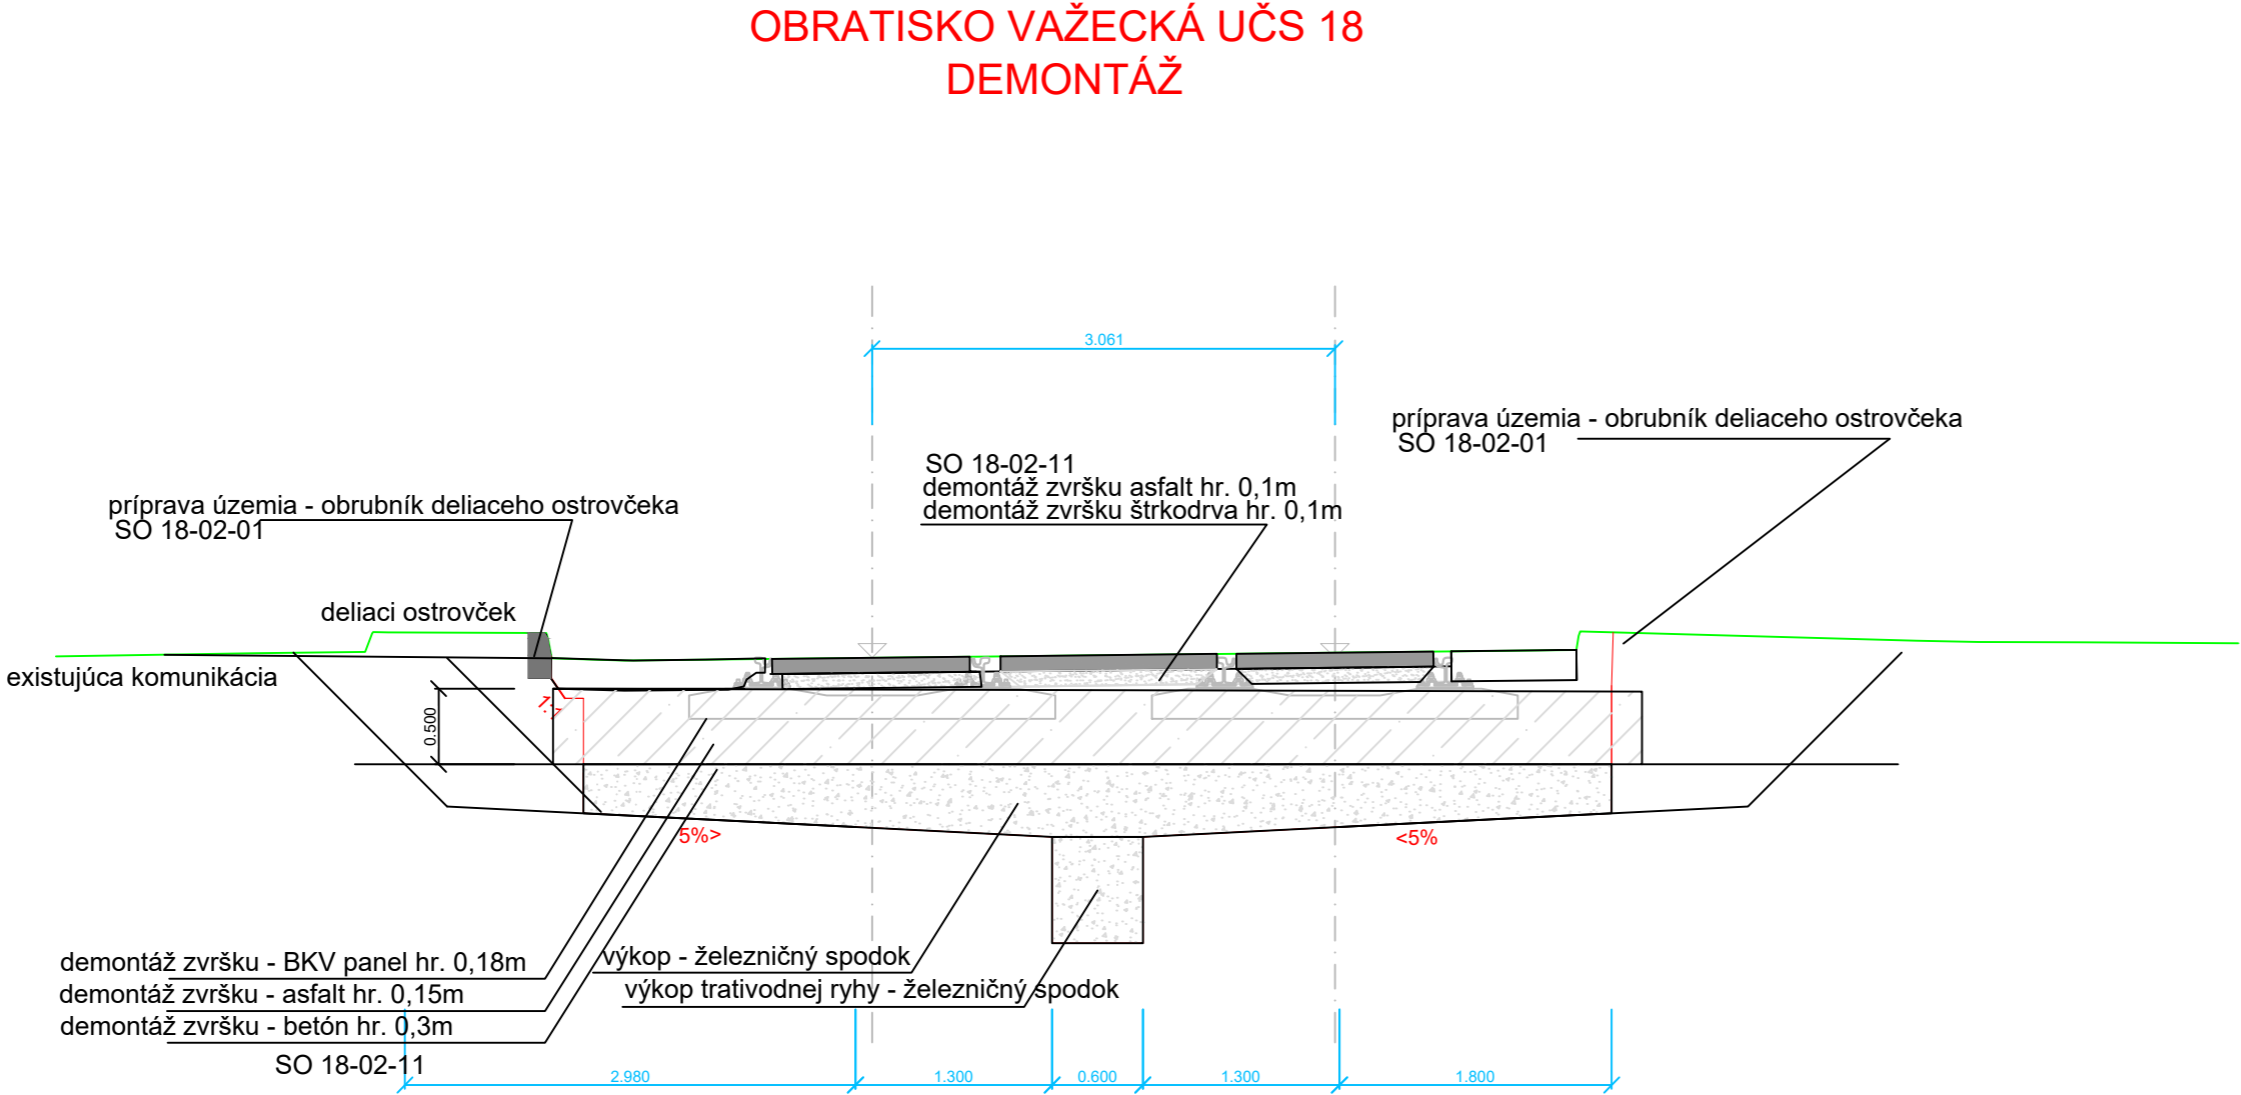 OBRATISKO VAŽECKÁ UČS 18
DEMONTÁŽ
3.061
príprava územia - obrubník deliaceho ostrovčeka
SO 18-02-01
SO 18-02-11
demontáž zvršku asfalt hr. 0,1m
demontáž zvršku štrkodrva hr. 0,1m
príprava územia - obrubník deliaceho ostrovčeka
SO 18-02-01
deliaci ostrovček
existujúca komunikácia
1:1
0.500
5%>
<5%
demontáž zvršku - BKV panel hr. 0,18m
demontáž zvršku - asfalt hr. 0,15m
demontáž zvršku - betón hr. 0,3m
SO 18-02-11
výkop - železničný spodok
výkop trativodnej ryhy - železničný spodok
2.980
1.300
0.600
1.300
1.800